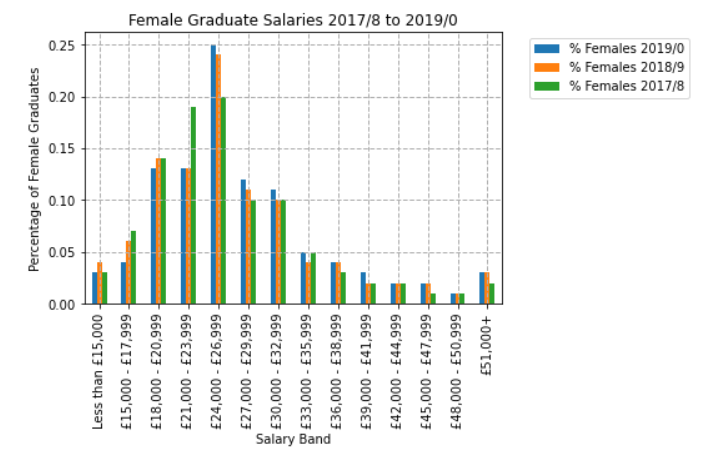 Female Graduate Salaries 2017/8 to 2019/0
% Females 2019/0
% Females 2018/9
% Females 2017/8
Percentage of Female Graduates
0.25
0.20
0.15
0.10
0.05
0.00
Less than £15,000
£15,000 - £17,999
£18,000 - £20,999
£21,000 - £23,999
£24,000 - £26,999
£27,000 - £29,999
£30,000 - £32,999
£33,000 - £35,999
£36,000 - £38,999
£39,000 - £41,999
£42,000 - £44,999
£45,000 - £47,999
£48,000 - £50,999
£51,000+
Salary Band